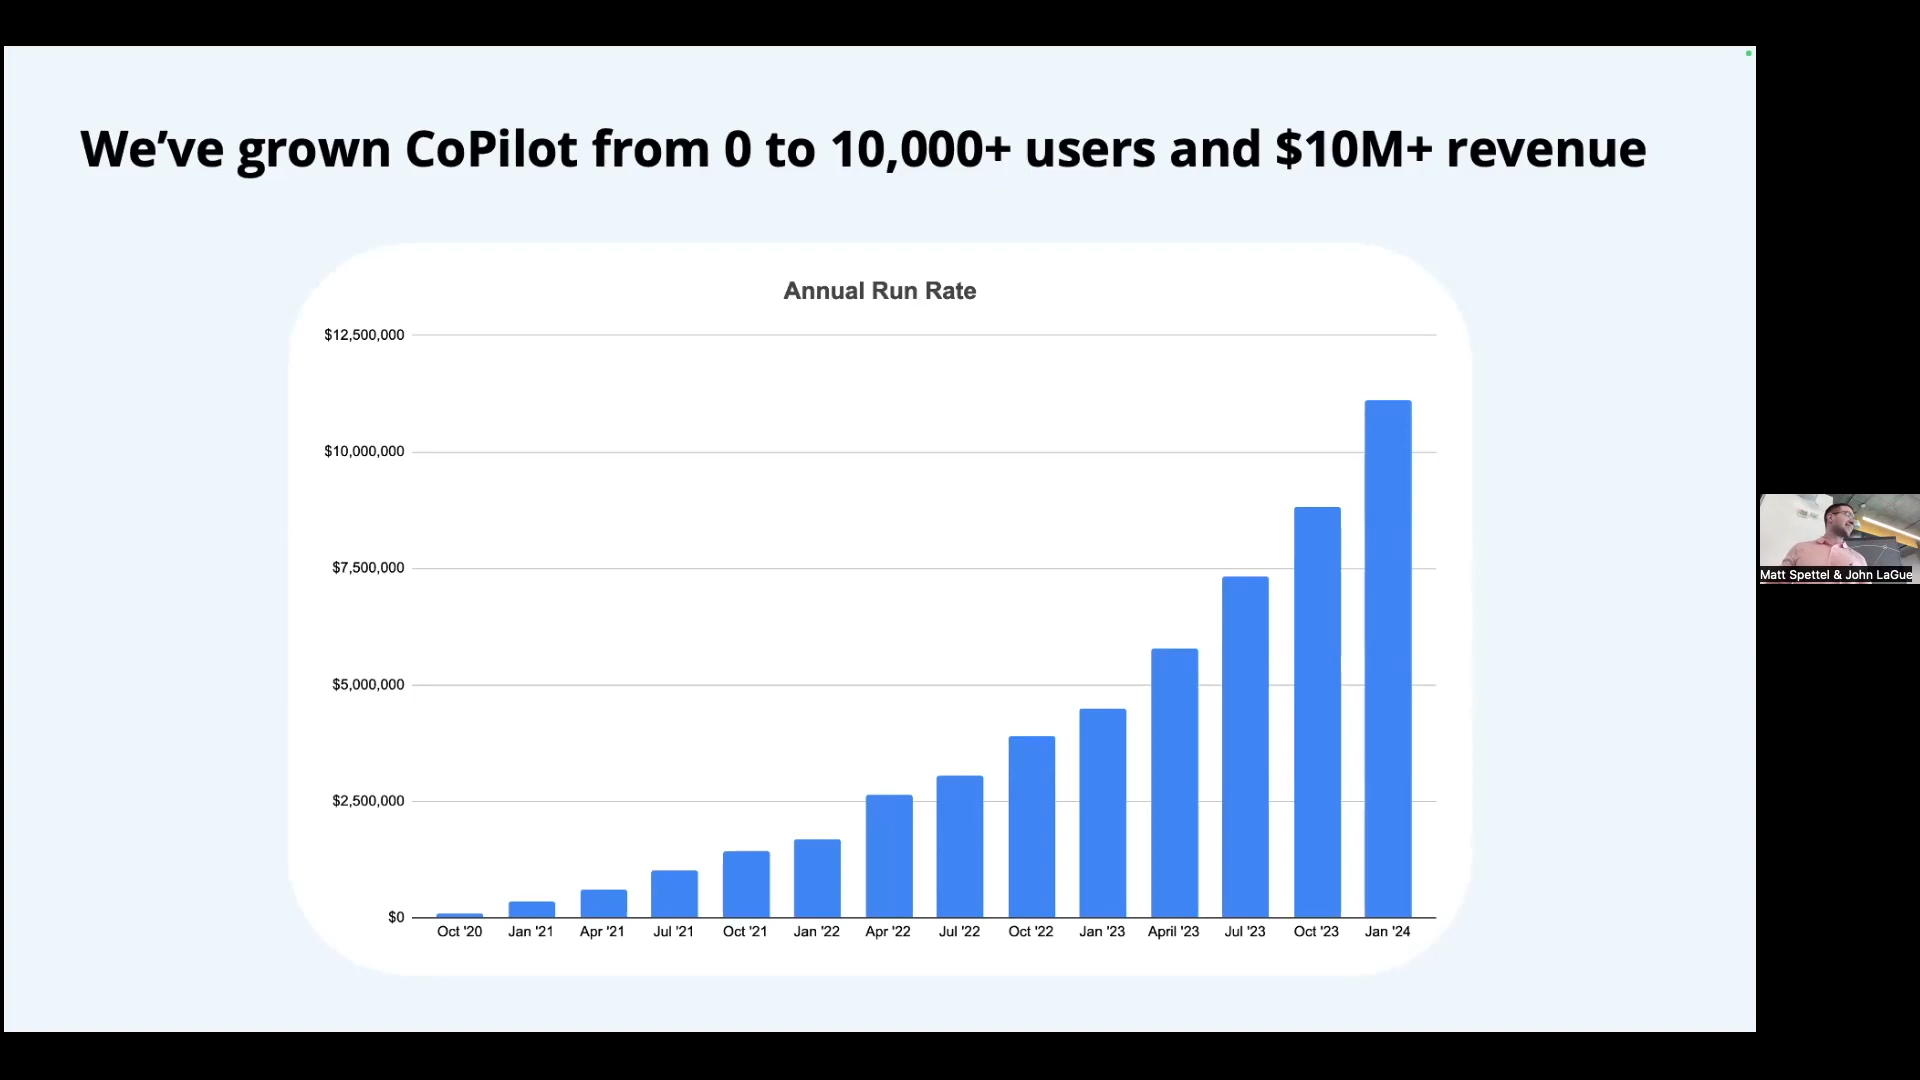 We’ve grown CoPilot from 0 to 10,000+ users and $10M+ revenue
Annual Run Rate
$12,500,000
$10,000,000
$7,500,000
$5,000,000
$2,500,000
$0
Oct '20 Jan '21 Apr '21 Jul '21 Oct '21 Jan '22 Apr '22 Jul '22 Oct '22 Jan '23 April '23 Jul '23 Oct '23 Jan '24
Matt Spettel & John LaGue